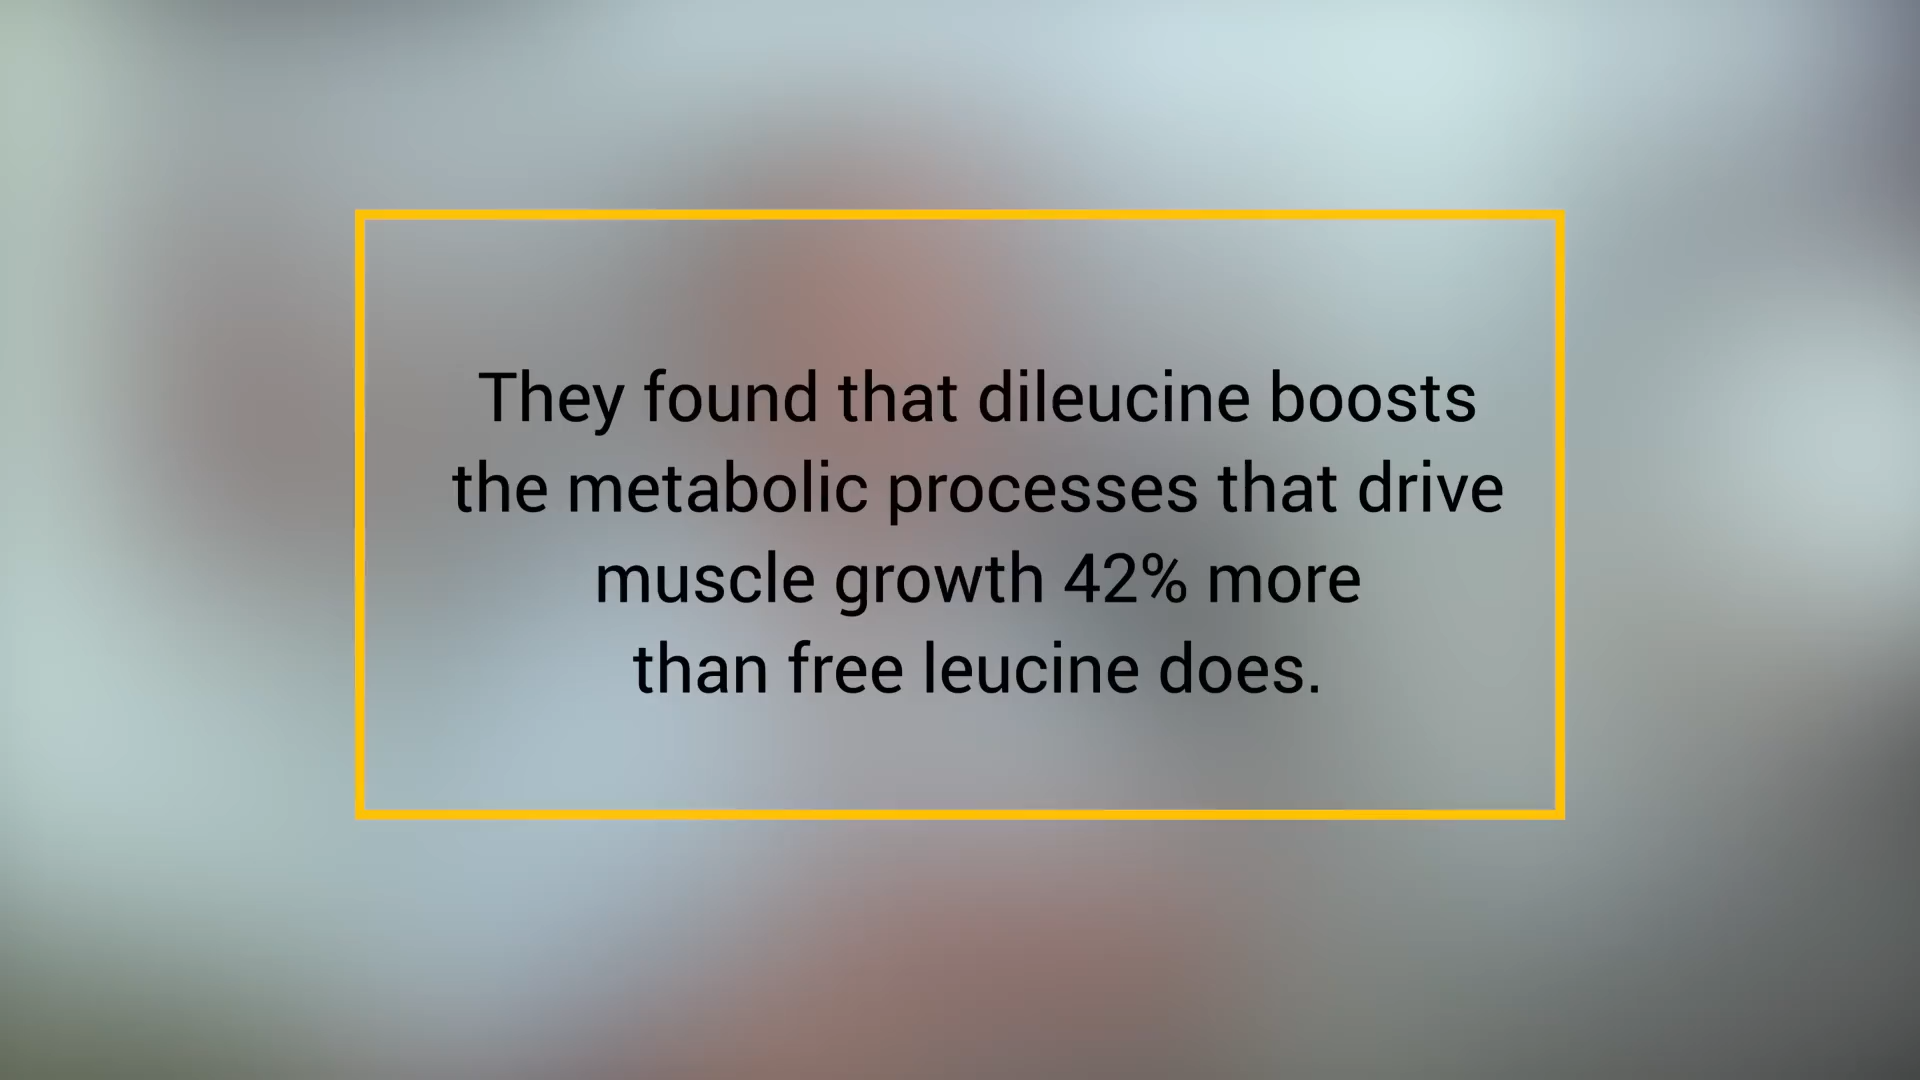 They found that dileucine boosts
the metabolic processes that drive
muscle growth 42% more
than free leucine does.